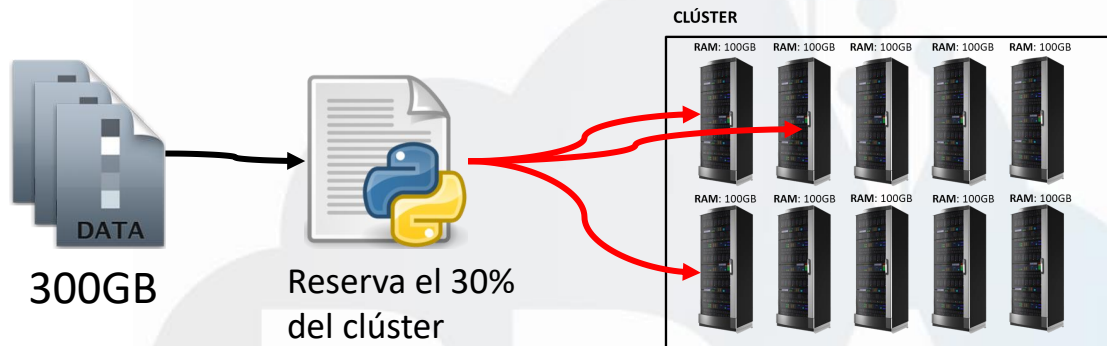 CLÚSTER
RAM: 100GB RAM: 100GB RAM: 100GB RAM: 100GB RAM: 100GB
DATA
300GB
Reserva el 30%
del clúster
RAM: 100GB RAM: 100GB RAM: 100GB RAM: 100GB RAM: 100GB